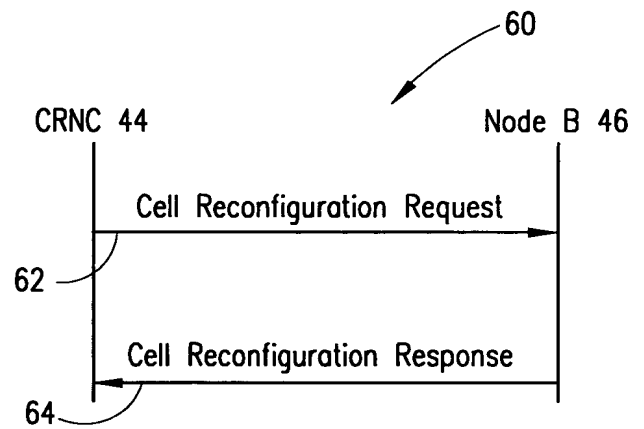 60
CRNC 44
Node B 46
Cell Reconfiguration Request
62
Cell Reconfiguration Response
64